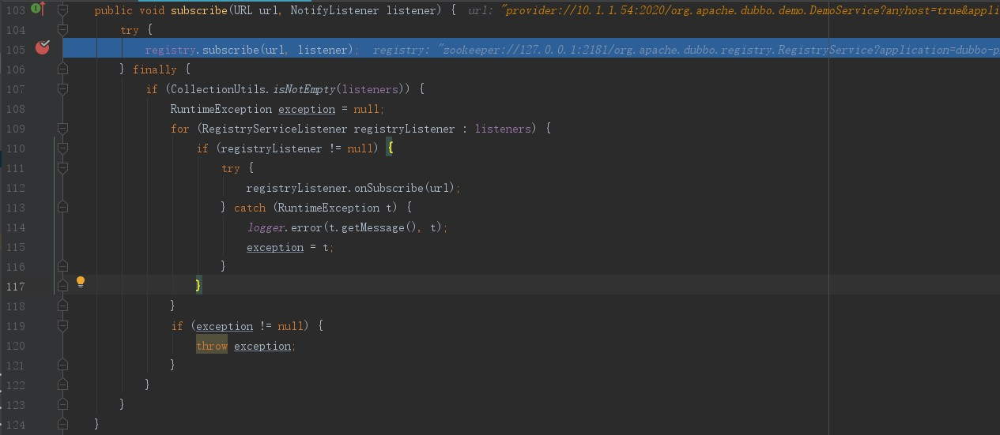 103 public void subscribe(URL url, NotifyListener listener) { url: "provider://10.1.1.54:2020/org.apache.dubbo.demo.DemoService?anyhost=true&appli
104 try {
105 registry.subscribe(url, listener); registry: "zookeeper://127.0.0.1:2181/org.apache.dubbo.registry.RegistryService?application=dubbo-p
106 } finally {
107 if (CollectionUtils.isNotEmpty(listeners)) {
108 RuntimeException exception = null;
109 for (RegistryServiceListener registryListener : listeners) {
110 if (registryListener != null) {
111 try {
112 registryListener.onSubscribe(url);
113 } catch (RuntimeException t) {
114 logger.error(t.getMessage(), t);
115 exception = t;
116 }
117 }
118 }
119 if (exception != null) {
120 throw exception;
121 }
122 }
123 }
124 }